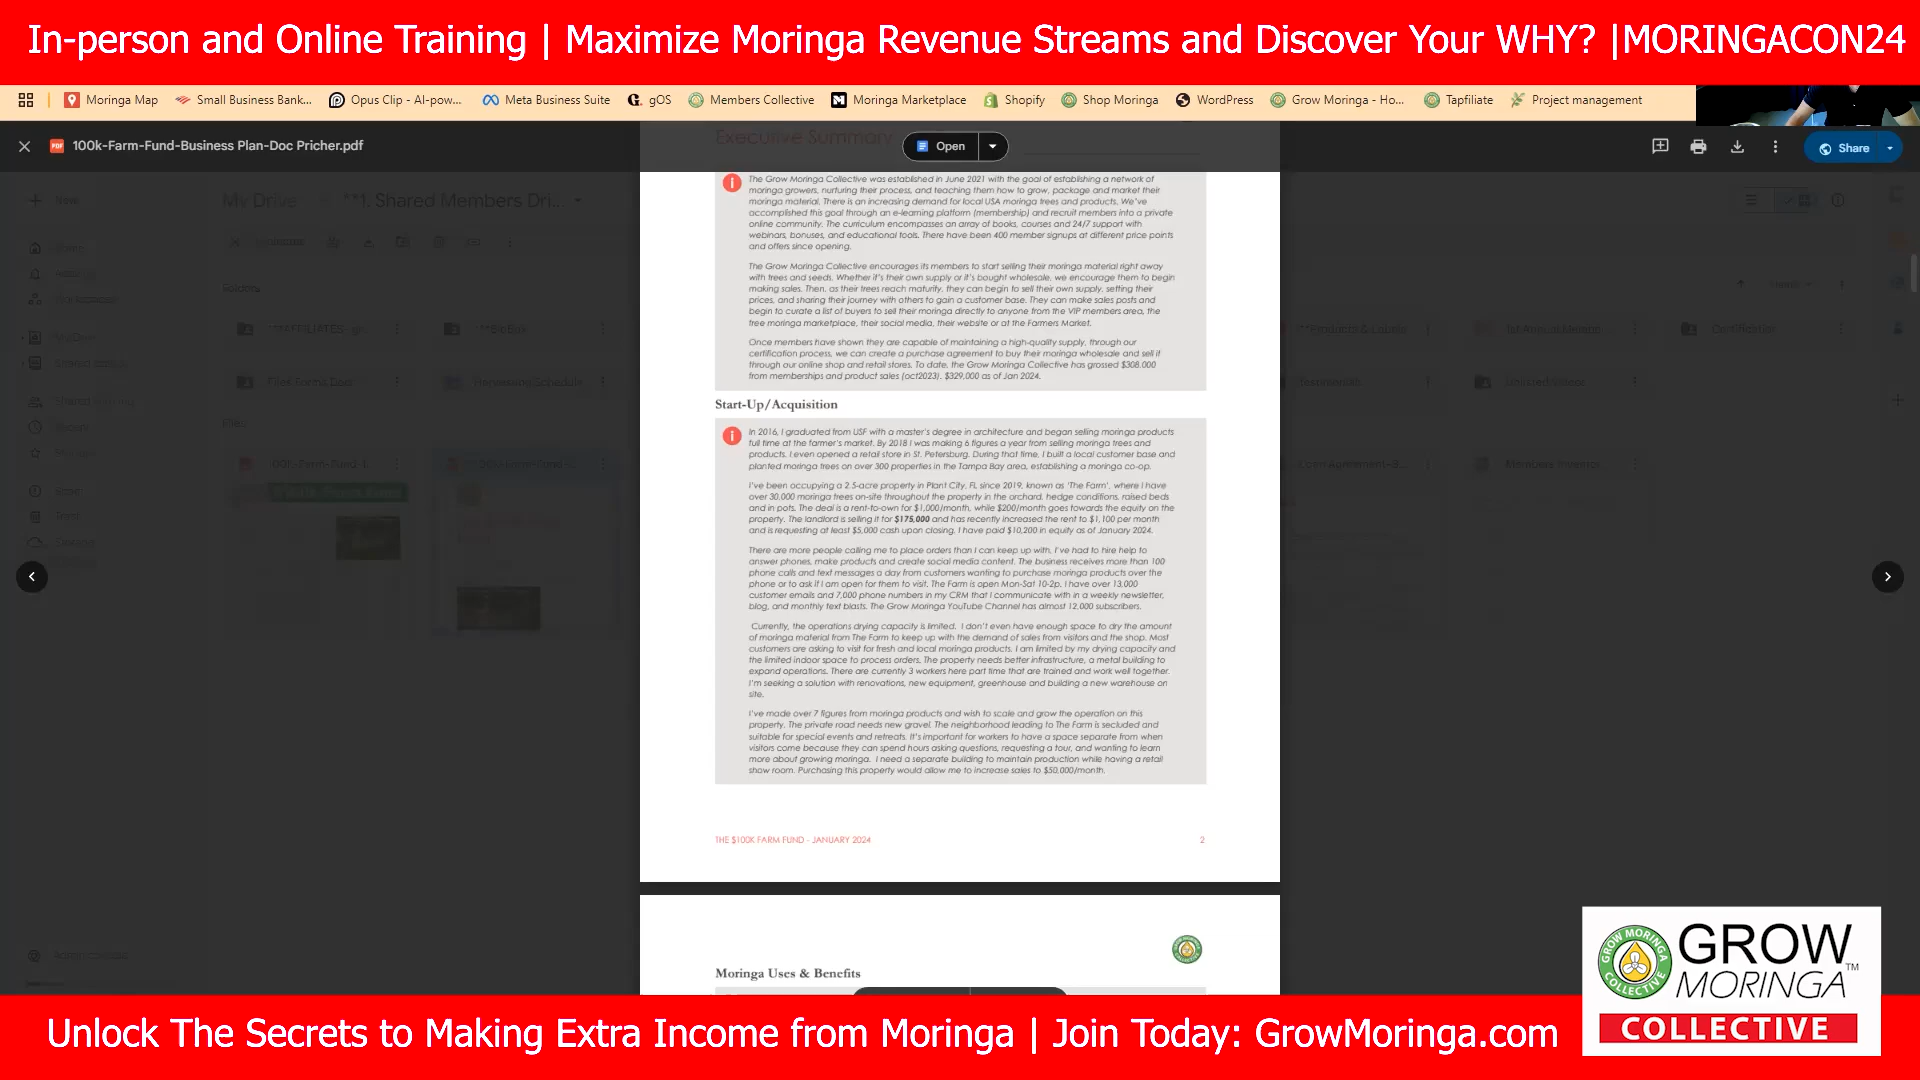 In-person and Online Training | Maximize Moringa Revenue Streams and Discover Your WHY? |MORINGACON24
Moringa Map
Small Business Bank...
Opus Clip - AI-pow...
Meta Business Suite
gOS
Members Collective
Moringa Marketplace
Shopify
Shop Moringa
WordPress
Grow Moringa - Ho...
Tapfiliate
Project management
100k-Farm-Fund-Business Plan-Doc Pricher.pdf
Open
Share
My Drive
**1. Shared Members Dri...
Executive Summary
The Grow Moringa Collective was established in June 2021 with the goal of establishing a network of
moringa growers, nurturing their process, and teaching them how to grow, package and market their
moringa material. There is an increasing demand for local USA moringa trees and products. We've
accomplished this goal through an e-learning platform (membership) and recruit members into a private
online community. The curriculum encompasses an array of books, courses and 24/7 support with
webinars, bonuses, and educational tools. There have been 400 member signups at different price points
and offers since opening.
The Grow Moringa Collective encourages its members to start selling their moringa material right away
with trees and seeds. Whether it's their own supply or it's bought wholesale, we encourage them to begin
making sales. Then, as their trees reach maturity, they can begin to sell their own supply, setting their
prices, and sharing their journey with others to gain a customer base. They can make sales posts and
begin to curate a list of buyers to sell their moringa directly to anyone from the VIP members area, the
free moringa marketplace, their social media, their website or at the Farmers Market.
Once members have shown they are capable of maintaining a high-quality supply, through our
certification process, we can create a purchase agreement to buy their moringa wholesale and sell it
through our online shop and retail stores. To date, the Grow Moringa Collective has grossed $308,000
from memberships and product sales (oct2023). $329,000 as of Jan 2024.
Start-Up/Acquisition
In 2016, I graduated from USF with a master's degree in architecture and began selling moringa products
full time at the farmer's market. By 2018 I was making 6 figures a year from selling moringa trees and
products. I even opened a retail store in St. Petersburg. During that time, I built a local customer base and
planted moringa trees on over 300 properties in the Tampa Bay area, establishing a moringa co-op.
I've been occupying a 2.5-acre property in Plant City, FL since 2019, known as 'The Farm', where I have
over 30,000 moringa trees on-site throughout the property in the orchard, hedge conditions, raised beds
and in pots. The deal is a rent-to-own for $1,000/month, while $200/month goes towards the equity on the
property. The landlord is selling it for $175,000 and has recently increased the rent to $1,100 per month
and is requesting at least $5,000 cash upon closing. I have paid $10,200 in equity as of January 2024.
There are more people calling me to place orders than I can keep up with. I've had to hire help to
answer phones, make products and create social media content. The business receives more than 100
phone calls and text messages a day from customers wanting to purchase moringa products over the
phone or to ask if I am open for them to visit. The Farm is open Mon-Sat 10-2p. I have over 13,000
customer emails and 7,000 phone numbers in my CRM that I communicate with in a weekly newsletter,
blog, and monthly text blasts. The Grow Moringa YouTube Channel has almost 12,000 subscribers.
Currently, the operations drying capacity is limited. I don't even have enough space to dry the amount
of moringa material from The Farm to keep up with the demand of sales from visitors and the shop. Most
customers are asking to visit for fresh and local moringa products. I am limited by my drying capacity and
the limited indoor space to process orders. The property needs better infrastructure, a metal building to
expand operations. There are currently 3 workers here part time that are trained and work well together.
I'm seeking a solution with renovations, new equipment, greenhouse and building a new warehouse on
site.
I've made over 7 figures from moringa products and wish to scale and grow the operation on this
property. The private road needs new gravel. The neighborhood leading to The Farm is secluded and
suitable for special events and retreats. It's important for workers to have a space separate from when
visitors come because they can spend hours asking questions, requesting a tour, and wanting to learn
more about growing moringa. I need a separate building to maintain production while having a retail
show room. Purchasing this property would allow me to increase sales to $50,000/month.
THE $100K FARM FUND - JANUARY 2024
2
Moringa Uses & Benefits
GROW MORINGA
COLLECTIVE
GROW
MORINGA™
COLLECTIVE
Unlock The Secrets to Making Extra Income from Moringa | Join Today: GrowMoringa.com